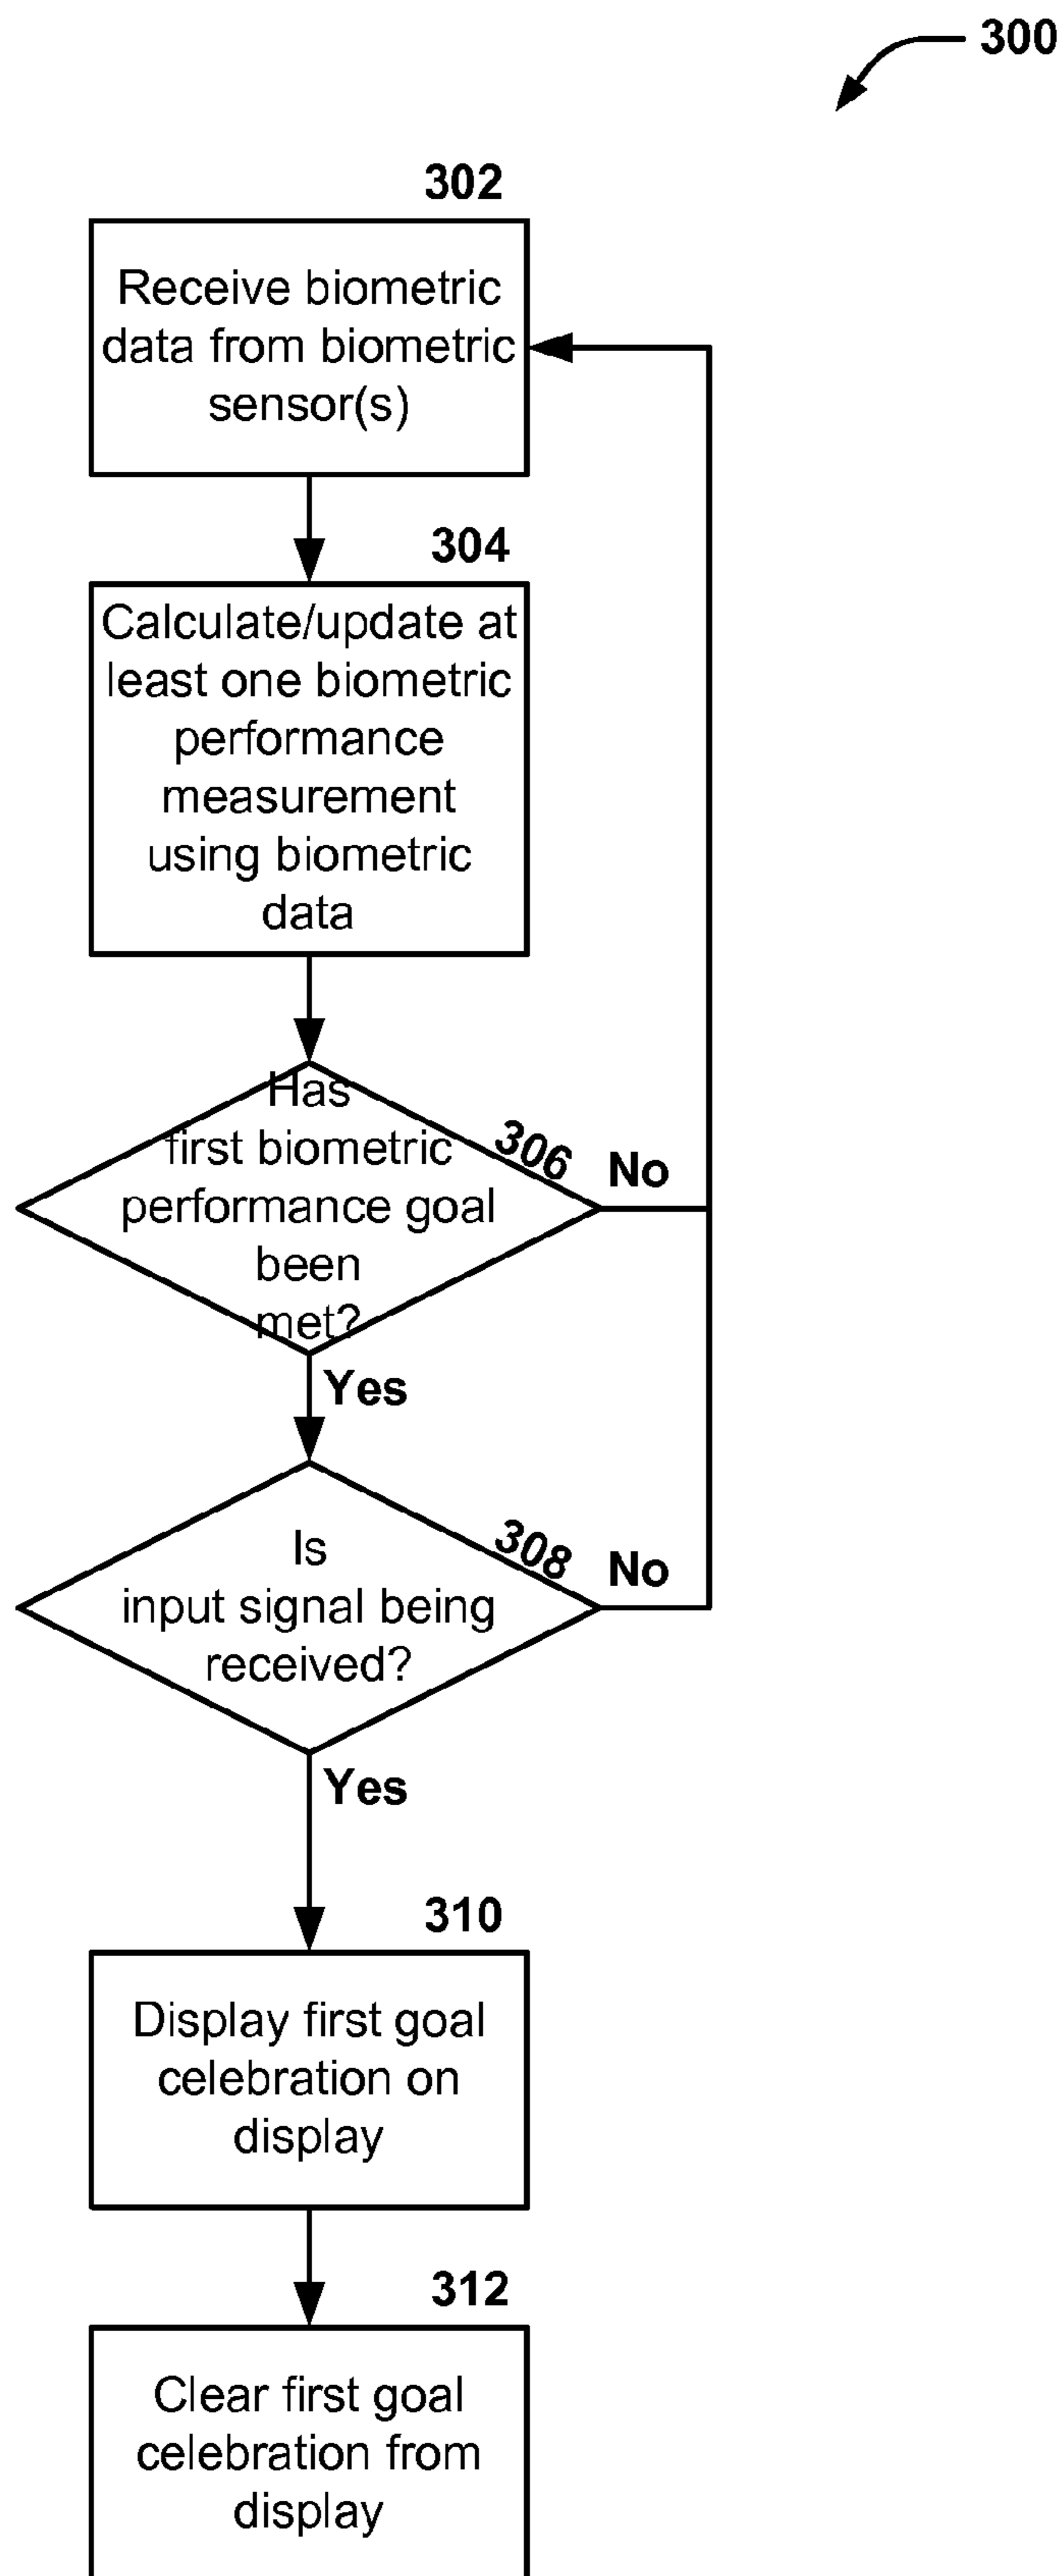 300
302
Receive biometric
data from biometric
sensor(s)
304
Calculate/update at
least one biometric
performance
measurement
using biometric
data
Has
first biometric
performance goal
been
met?
306
No
Yes
Is
input signal being
received?
308
No
Yes
310
Display first goal
celebration on
display
312
Clear first goal
celebration from
display